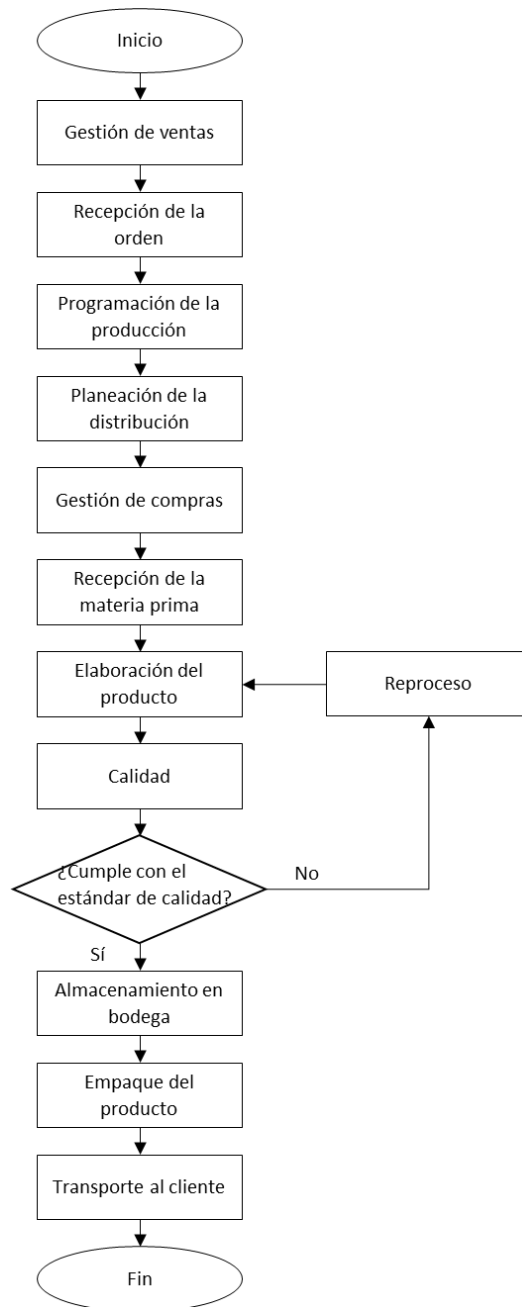 Inicio
Gestión de ventas
Recepción de la
orden
Programación de la
producción
Planeación de la
distribución
Gestión de compras
Recepción de la
materia prima
Elaboración del
producto
Reproceso
Calidad
¿Cumple con el
estándar de calidad?
No
Sí
Almacenamiento en
bodega
Empaque del
producto
Transporte al cliente
Fin